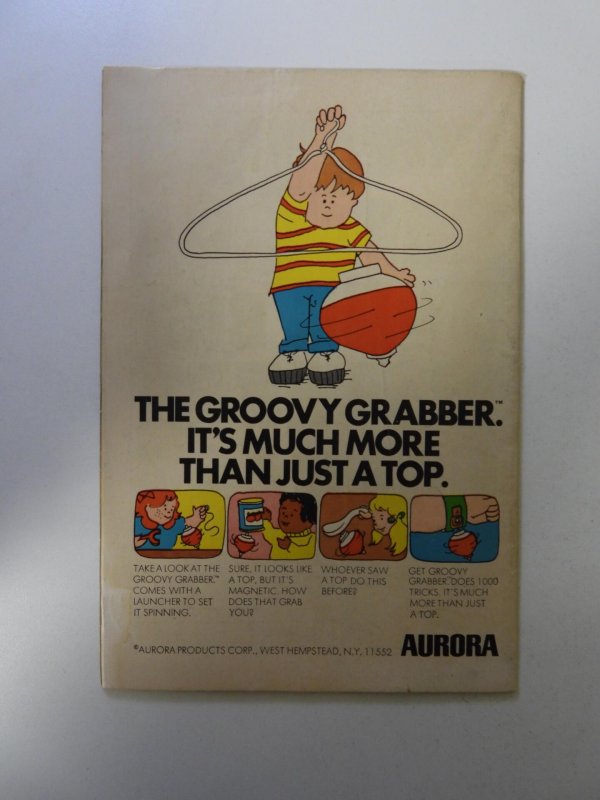 THE GROOVY GRABBER.™
IT'S MUCH MORE
THAN JUST A TOP.
TAKE A LOOK AT THE
GROOVY GRABBER.™
COMES WITH A
LAUNCHER TO SET
IT SPINNING.
SURE, IT LOOKS LIKE
A TOP, BUT IT'S
MAGNETIC. HOW
DOES THAT GRAB
YOU?
WHOEVER SAW
A TOP DO THIS
BEFORE?
GET GROOVY
GRABBER.™ DOES 1000
TRICKS. IT'S MUCH
MORE THAN JUST
A TOP.
©AURORA PRODUCTS CORP., WEST HEMPSTEAD, N.Y. 11552 AURORA